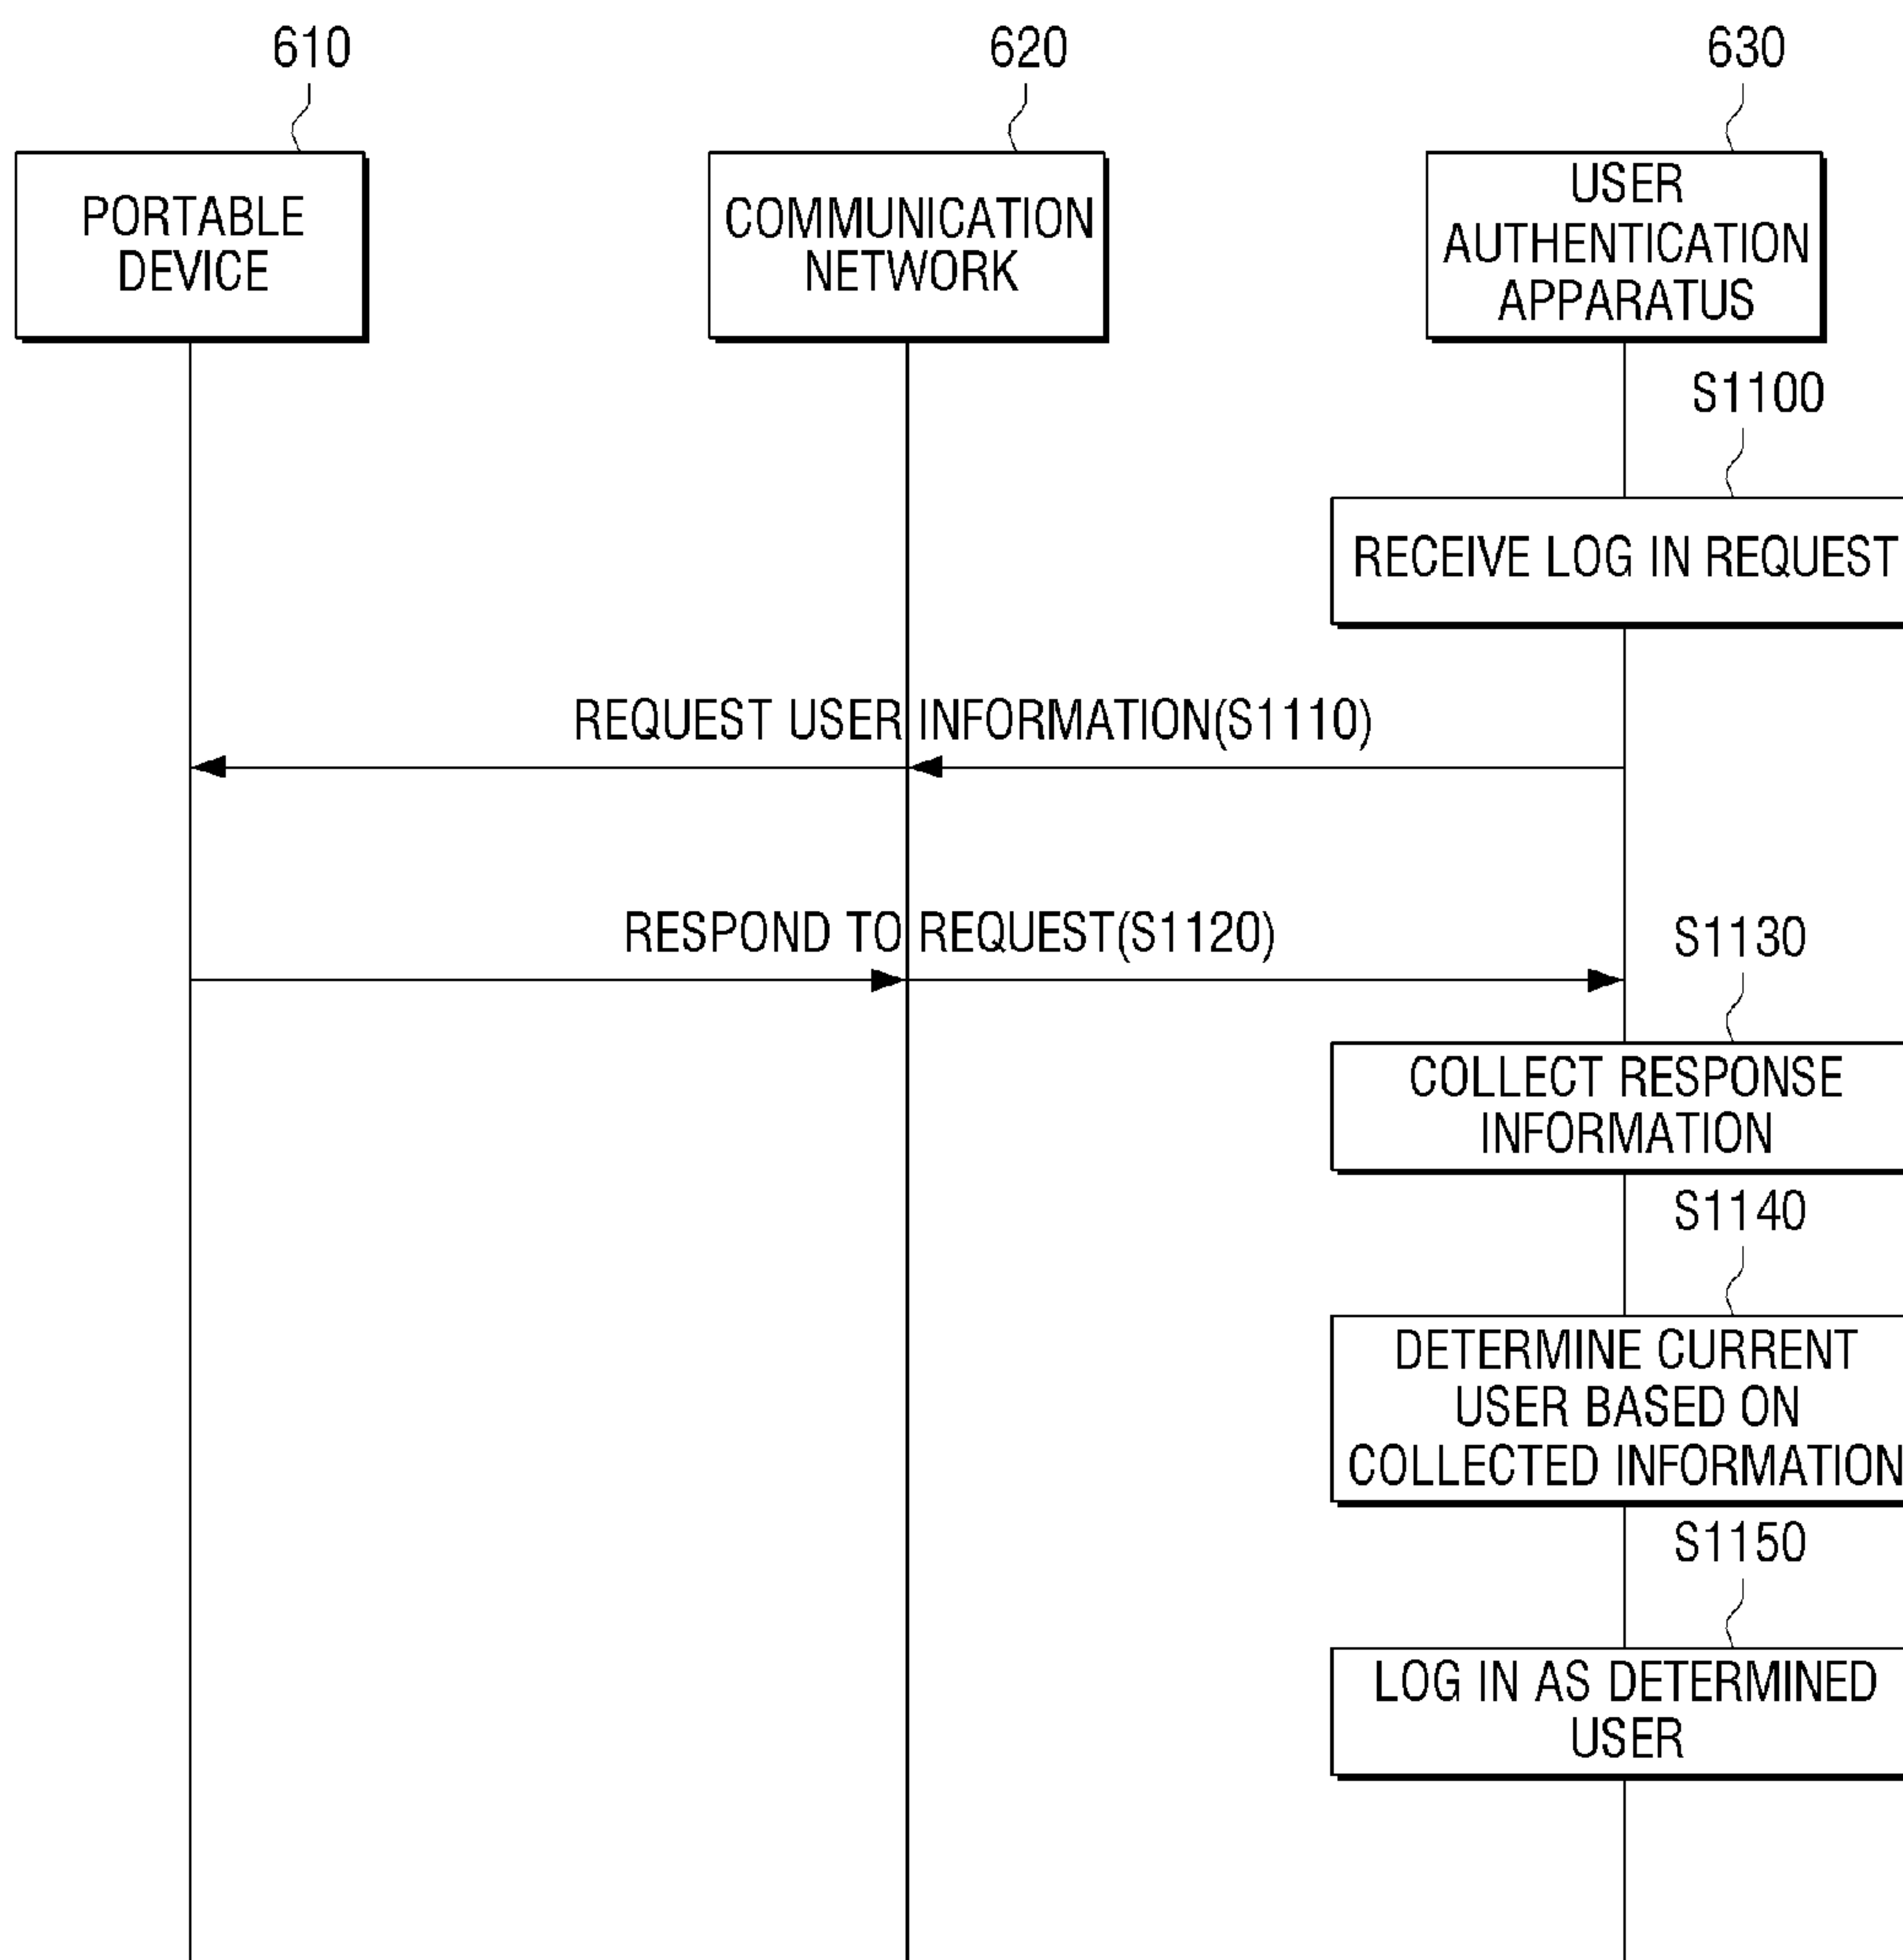 610
620
630
PORTABLE
DEVICE
COMMUNICATION
NETWORK
USER
AUTHENTICATION
APPARATUS
S1100
RECEIVE LOG IN REQUEST
REQUEST USER INFORMATION(S1110)
RESPOND TO REQUEST(S1120)
S1130
COLLECT RESPONSE
INFORMATION
S1140
DETERMINE CURRENT
USER BASED ON
COLLECTED INFORMATION
S1150
LOG IN AS DETERMINED
USER